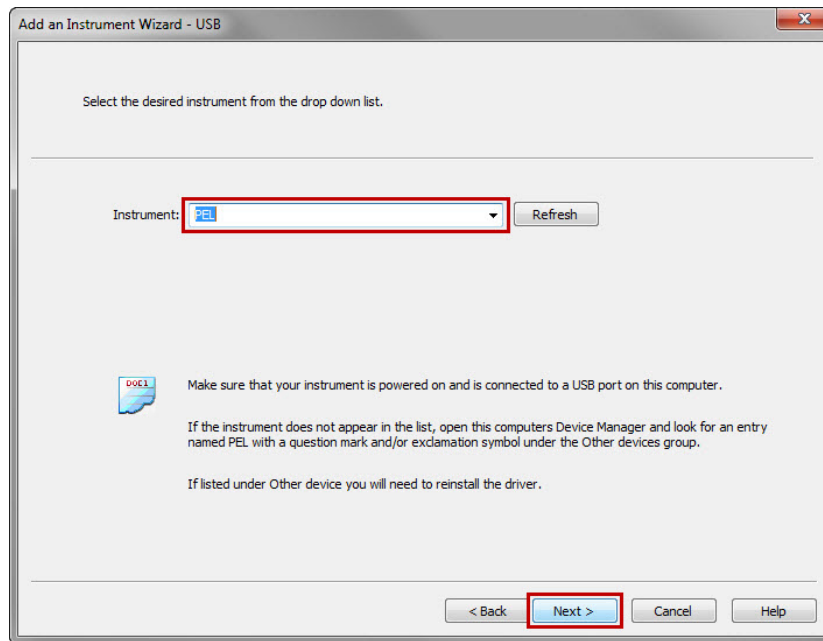 Add an Instrument Wizard - USB
Select the desired instrument from the drop down list.
Instrument: PEL Refresh
DOC1
Make sure that your instrument is powered on and is connected to a USB port on this computer.
If the instrument does not appear in the list, open this computers Device Manager and look for an entry
named PEL with a question mark and/or exclamation symbol under the Other devices group.
If listed under Other device you will need to reinstall the driver.
< Back Next > Cancel Help